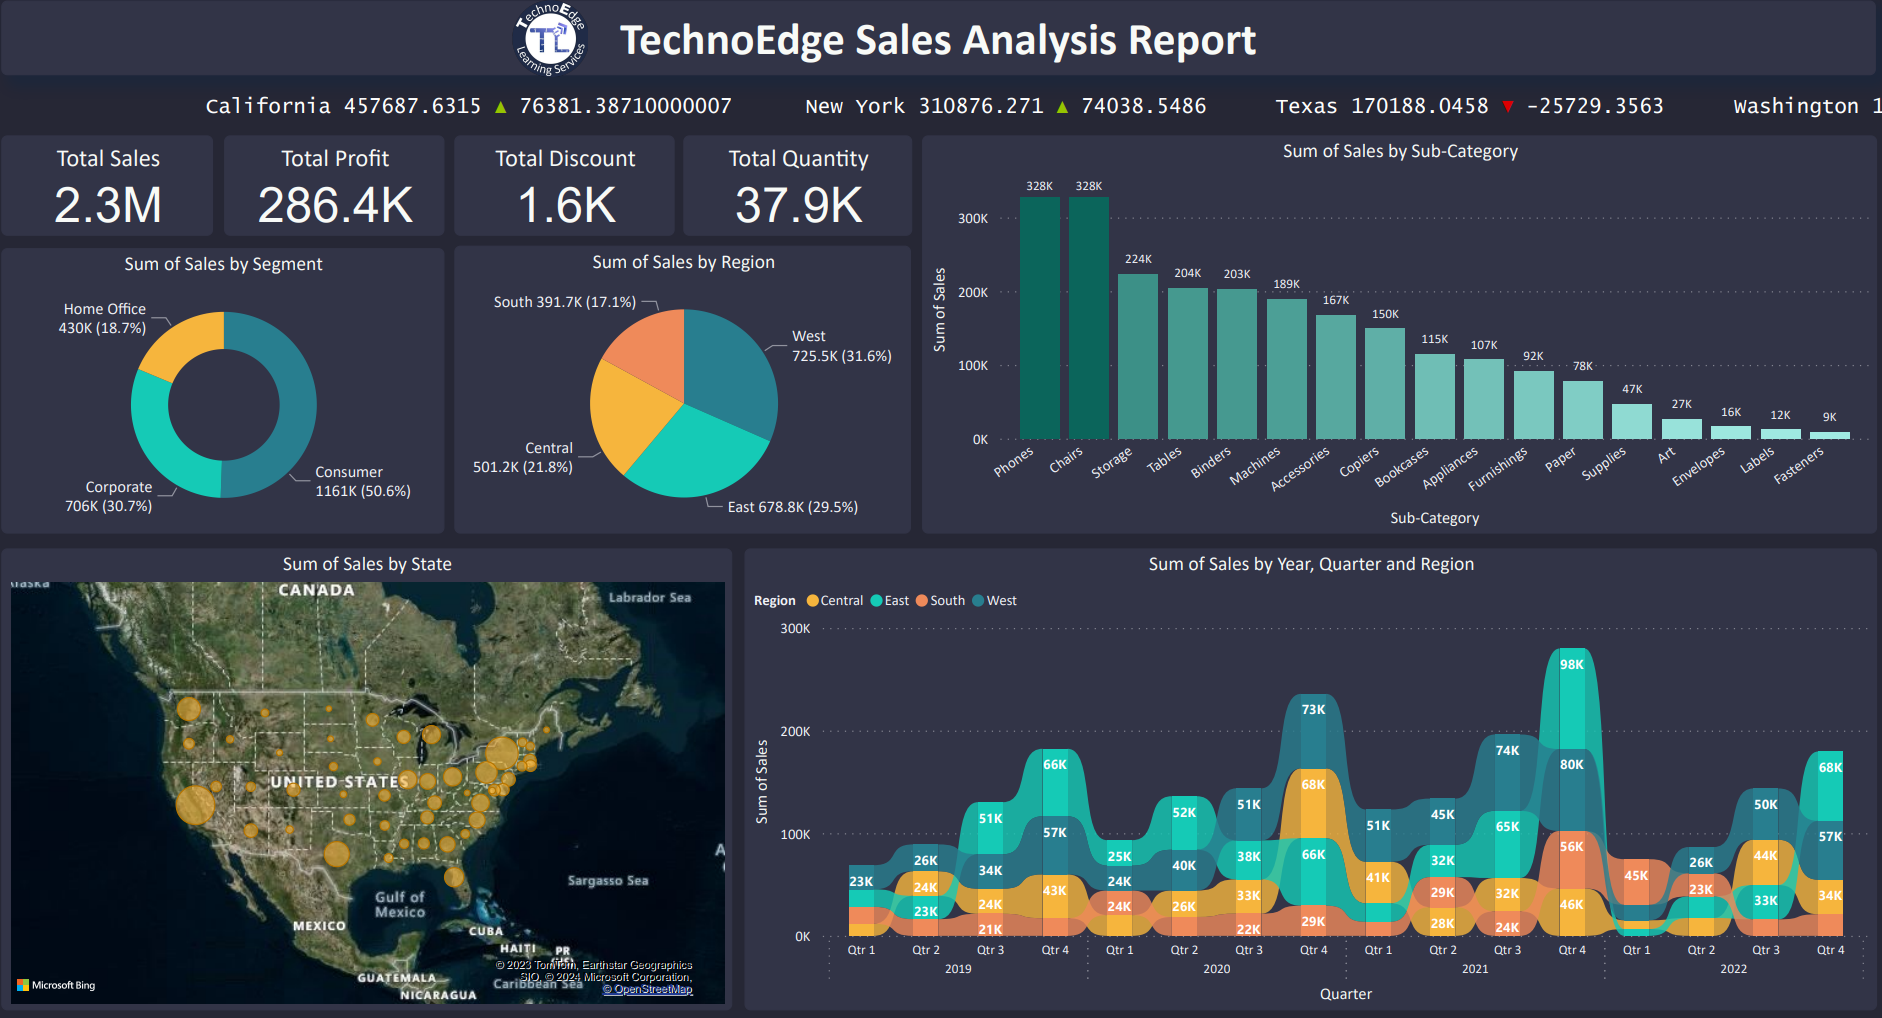 TechnoEdge
Learning Services
TL
TechnoEdge Sales Analysis Report
California 457687.6315 ▲ 76381.38710000007 New York 310876.271 ▲ 74038.5486 Texas 170188.0458 ▼ -25729.3563 Washington 1
Total Sales
2.3M
Total Profit
286.4K
Total Discount
1.6K
Total Quantity
37.9K
Sum of Sales by Segment
Home Office
430K (18.7%)
Corporate
706K (30.7%)
Consumer
1161K (50.6%)
Sum of Sales by Region
South 391.7K (17.1%)
West
725.5K (31.6%)
Central
501.2K (21.8%)
East 678.8K (29.5%)
Sum of Sales by Sub-Category
Sum of Sales
300K
200K
100K
0K
328K 328K 224K 204K 203K 189K 167K 150K 115K 107K 92K 78K 47K 27K 16K 12K 9K
Phones Chairs Storage Tables Binders Machines Accessories Copiers Bookcases Appliances Furnishings Paper Supplies Art Envelopes Labels Fasteners
Sub-Category
Sum of Sales by State
CANADA
Labrador Sea
UNITED STATES
Sargasso Sea
Gulf of
Mexico
MEXICO
CUBA
HAITI PR
GUATEMALA
Caribbean Sea
NICARAGUA
Microsoft Bing
© 2023 TomTom, Earthstar Geographics
SIO, © 2024 Microsoft Corporation,
© OpenStreetMap
Sum of Sales by Year, Quarter and Region
Region Central East South West
Sum of Sales
300K
200K
100K
0K
23K
26K 24K 23K
51K 34K 24K 21K
66K 57K 43K
25K 24K 24K
52K 40K 26K
51K 38K 33K 22K
73K 68K 66K 29K
51K 41K
45K 32K 29K 28K
74K 65K 32K 24K
98K 80K 56K 46K
45K
26K 23K
50K 44K 33K
68K 57K 34K
Qtr 1 Qtr 2 Qtr 3 Qtr 4 Qtr 1 Qtr 2 Qtr 3 Qtr 4 Qtr 1 Qtr 2 Qtr 3 Qtr 4 Qtr 1 Qtr 2 Qtr 3 Qtr 4
2019 2020 2021 2022
Quarter